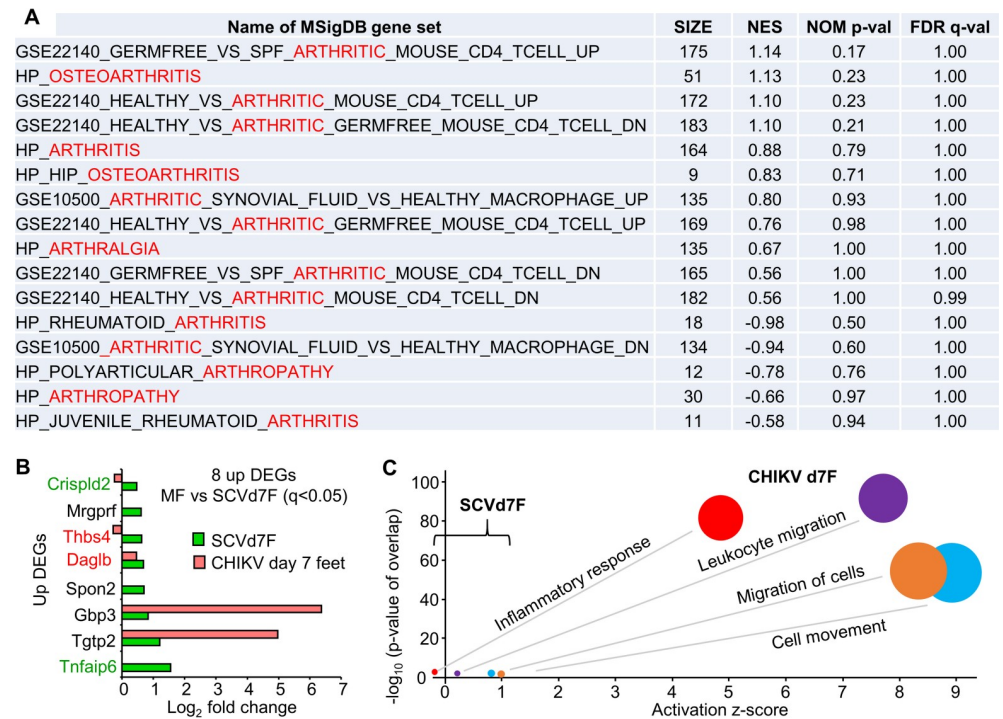 A
Name of MSigDB gene set SIZE NES NOM p-val FDR q-val
GSE22140_GERMFREE_VS_SPF_ARTHRITIC_MOUSE_CD4_TCELL_UP 175 1.14 0.17 1.00
HP_OSTEOARTHRITIS 51 1.13 0.23 1.00
GSE22140_HEALTHY_VS_ARTHRITIC_MOUSE_CD4_TCELL_UP 172 1.10 0.23 1.00
GSE22140_HEALTHY_VS_ARTHRITIC_GERMFREE_MOUSE_CD4_TCELL_DN 183 1.10 0.21 1.00
HP_ARTHRITIS 164 0.88 0.79 1.00
HP_HIP_OSTEOARTHRITIS 9 0.83 0.71 1.00
GSE10500_ARTHRITIC_SYNOVIAL_FLUID_VS_HEALTHY_MACROPHAGE_UP 135 0.80 0.93 1.00
GSE22140_HEALTHY_VS_ARTHRITIC_GERMFREE_MOUSE_CD4_TCELL_UP 169 0.76 0.98 1.00
HP_ARTHRALGIA 135 0.67 1.00 1.00
GSE22140_GERMFREE_VS_SPF_ARTHRITIC_MOUSE_CD4_TCELL_DN 165 0.56 1.00 1.00
GSE22140_HEALTHY_VS_ARTHRITIC_MOUSE_CD4_TCELL_DN 182 0.56 1.00 0.99
HP_RHEUMATOID_ARTHRITIS 18 -0.98 0.50 1.00
GSE10500_ARTHRITIC_SYNOVIAL_FLUID_VS_HEALTHY_MACROPHAGE_DN 134 -0.94 0.60 1.00
HP_POLYARTICULAR_ARTHROPATHY 12 -0.78 0.76 1.00
HP_ARTHROPATHY 30 -0.66 0.97 1.00
HP_JUVENILE_RHEUMATOID_ARTHRITIS 11 -0.58 0.94 1.00
B
8 up DEGs
MF vs SCVd7F (q<0.05)
SCVd7F
CHIKV day 7 feet
Up DEGs
Crispld2
Mrgprf
Thbs4
Daglb
Spon2
Gbp3
Tgtp2
Tnfaip6
0 1 2 3 4 5 6 7
Log2 fold change
C
CHIKV d7F
SCVd7F
-log10 (p-value of overlap)
100
80
60
40
20
0
Inflammatory response
Leukocyte migration
Migration of cells
Cell movement
0 1 2 3 4 5 6 7 8 9
Activation z-score